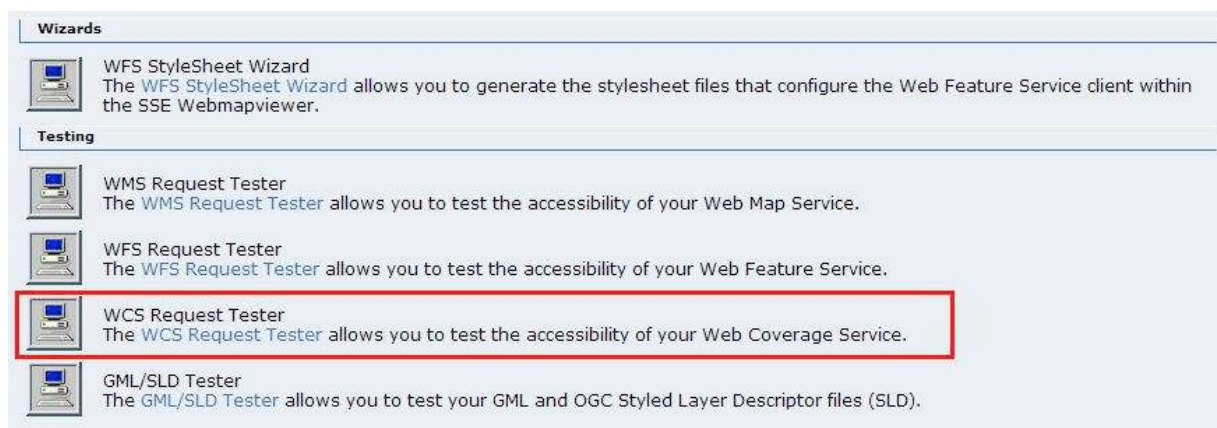 Wizards
WFS StyleSheet Wizard
The WFS StyleSheet Wizard allows you to generate the stylesheet files that configure the Web Feature Service client within
the SSE Webmapviewer.
Testing
WMS Request Tester
The WMS Request Tester allows you to test the accessibility of your Web Map Service.
WFS Request Tester
The WFS Request Tester allows you to test the accessibility of your Web Feature Service.
WCS Request Tester
The WCS Request Tester allows you to test the accessibility of your Web Coverage Service.
GML/SLD Tester
The GML/SLD Tester allows you to test your GML and OGC Styled Layer Descriptor files (SLD).